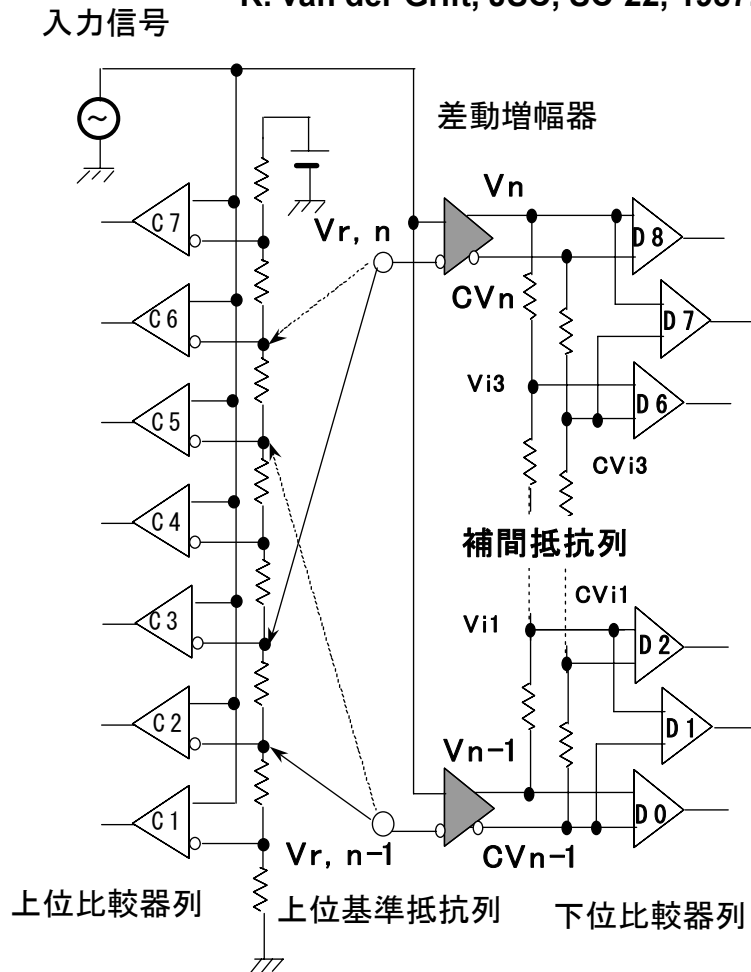 K. van der Grift, JSC, SC-22, 1987.
入力信号
差動増幅器
C7
Vn
D8
Vr, n
CVn
C6
D7
Vi3
D6
C5
CVi3
C4
補間抵抗列
CVi1
C3
Vi1
D2
C2
Vn-1
D1
C1
D0
Vr, n-1
CVn-1
上位比較器列
上位基準抵抗列
下位比較器列